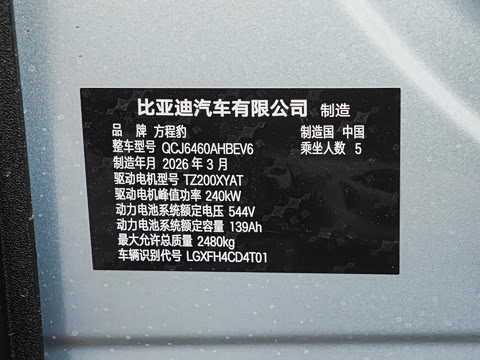 比亚迪汽车有限公司 制造
品 牌 方程豹 制造国 中国
整车型号 QCJ6460AHBEV6 乘坐人数 5
制造年月 2026 年 3 月
驱动电机型号 TZ200XYAT
驱动电机峰值功率 240kW
动力电池系统额定电压 544V
动力电池系统额定容量 139Ah
最大允许总质量 2480kg
车辆识别代号 LGXFH4CD4T01